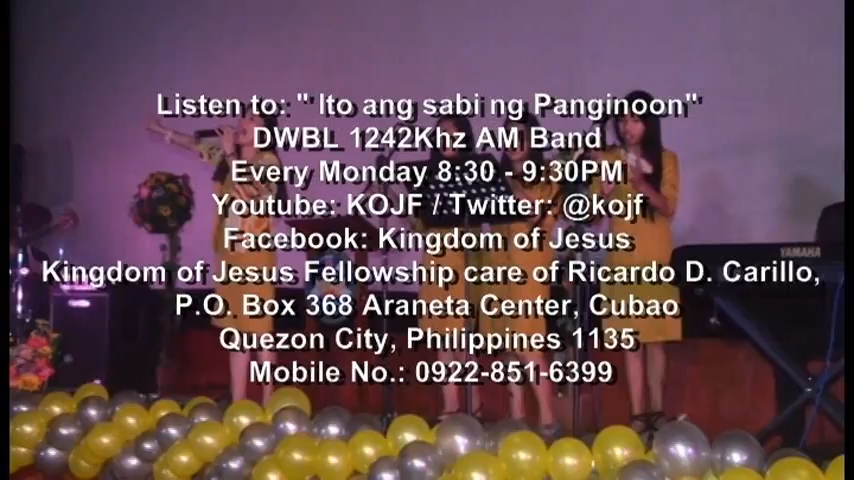 Listen to: " Ito ang sabi ng Panginoon"
DWBL 1242Khz AM Band
Every Monday 8:30 - 9:30PM
Youtube: KOJF / Twitter: @kojf
Facebook: Kingdom of Jesus
Kingdom of Jesus Fellowship care of Ricardo D. Carillo,
P.O. Box 368 Araneta Center, Cubao
Quezon City, Philippines 1135
Mobile No.: 0922-851-6399
YAMAHA